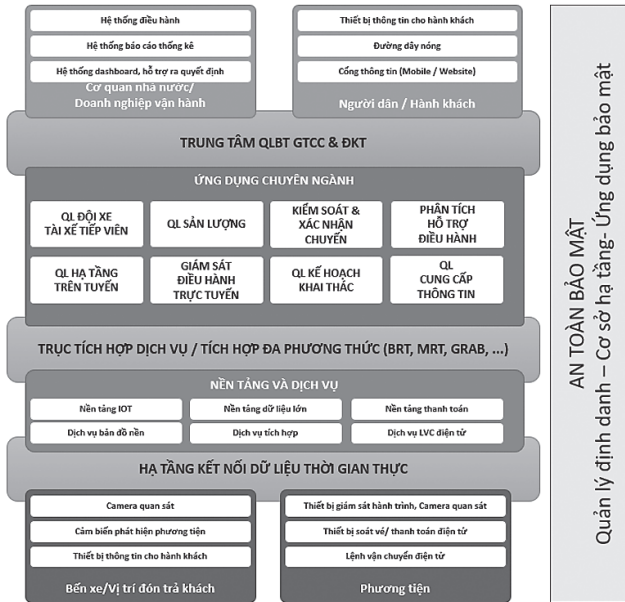 Hệ thống điều hành
Hệ thống báo cáo thống kê
Hệ thống dashboard, hỗ trợ ra quyết định
Cơ quan nhà nước/
Doanh nghiệp vận hành
Thiết bị thông tin cho hành khách
Đường dây nóng
Cổng thông tin (Mobile / Website)
Người dân / Hành khách
TRUNG TÂM QLBT GTCC & ĐKT
ỨNG DỤNG CHUYÊN NGÀNH
QL ĐỘI XE
TÀI XẾ TIẾP VIÊN
QL SẢN LƯỢNG
KIỂM SOÁT &
XÁC NHẬN
CHUYẾN
PHÂN TÍCH
HỖ TRỢ
ĐIỀU HÀNH
QL HẠ TẦNG
TRÊN TUYẾN
GIÁM SÁT
ĐIỀU HÀNH
TRỰC TUYẾN
QL KẾ HOẠCH
KHAI THÁC
QL
CUNG CẤP
THÔNG TIN
TRỤC TÍCH HỢP DỊCH VỤ / TÍCH HỢP ĐA PHƯƠNG THỨC (BRT, MRT, GRAB, ...)
NỀN TẢNG VÀ DỊCH VỤ
Nền tảng IOT
Nền tảng dữ liệu lớn
Nền tảng thanh toán
Dịch vụ bản đồ nền
Dịch vụ tích hợp
Dịch vụ LVC điện tử
HẠ TẦNG KẾT NỐI DỮ LIỆU THỜI GIAN THỰC
Camera quan sát
Cảm biến phát hiện phương tiện
Thiết bị thông tin cho hành khách
Bến xe/Vị trí đón trả khách
Thiết bị giám sát hành trình, Camera quan sát
Thiết bị soát vé/ thanh toán điện tử
Lệnh vận chuyển điện tử
Phương tiện
AN TOÀN BẢO MẬT
Quản lý định danh – Cơ sở hạ tầng- Ứng dụng bảo mật